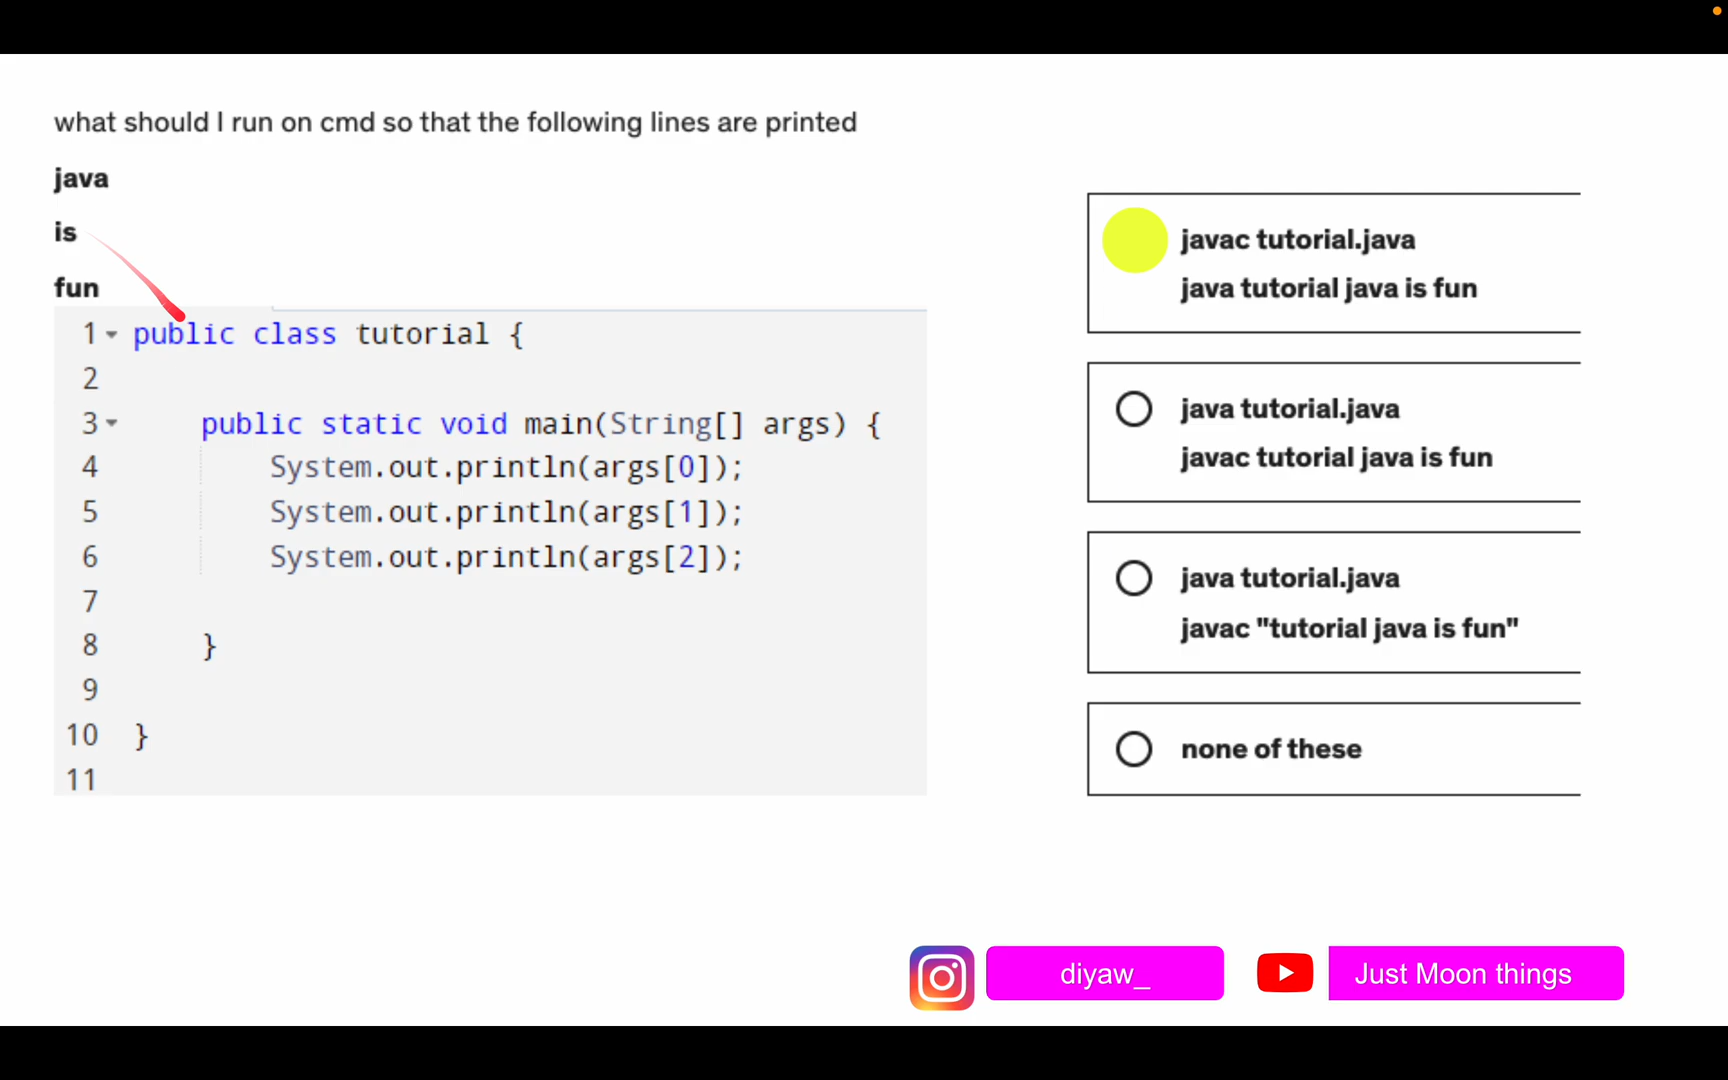 what should I run on cmd so that the following lines are printed
java
is
fun
1 public class tutorial {
2
3 public static void main(String[] args) {
4 System.out.println(args[0]);
5 System.out.println(args[1]);
6 System.out.println(args[2]);
7
8 }
9
10 }
11
javac tutorial.java
java tutorial java is fun
java tutorial.java
javac tutorial java is fun
java tutorial.java
javac "tutorial java is fun"
none of these
diyaw_
Just Moon things